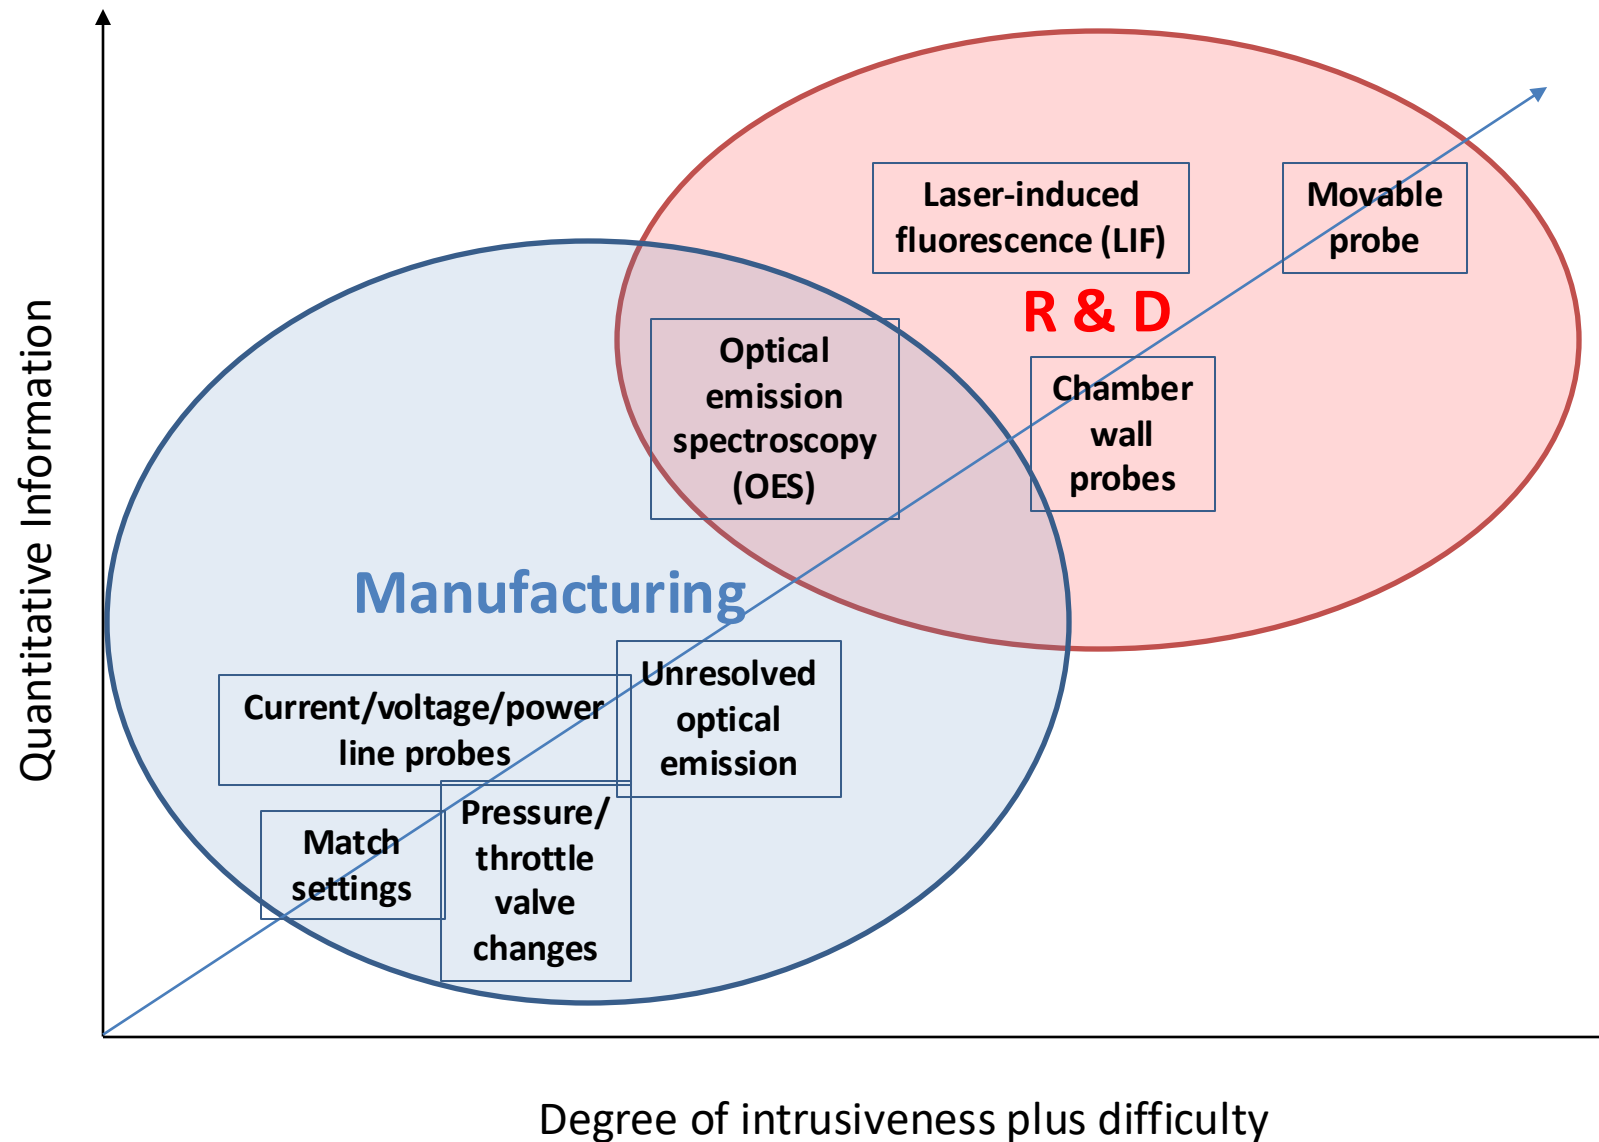 Quantitative Information
Laser-induced
fluorescence (LIF)
Movable
probe
R & D
Optical
emission
spectroscopy
(OES)
Chamber
wall
probes
Manufacturing
Unresolved
optical
emission
Current/voltage/power
line probes
Pressure/
throttle
valve
changes
Match
settings
Degree of intrusiveness plus difficulty